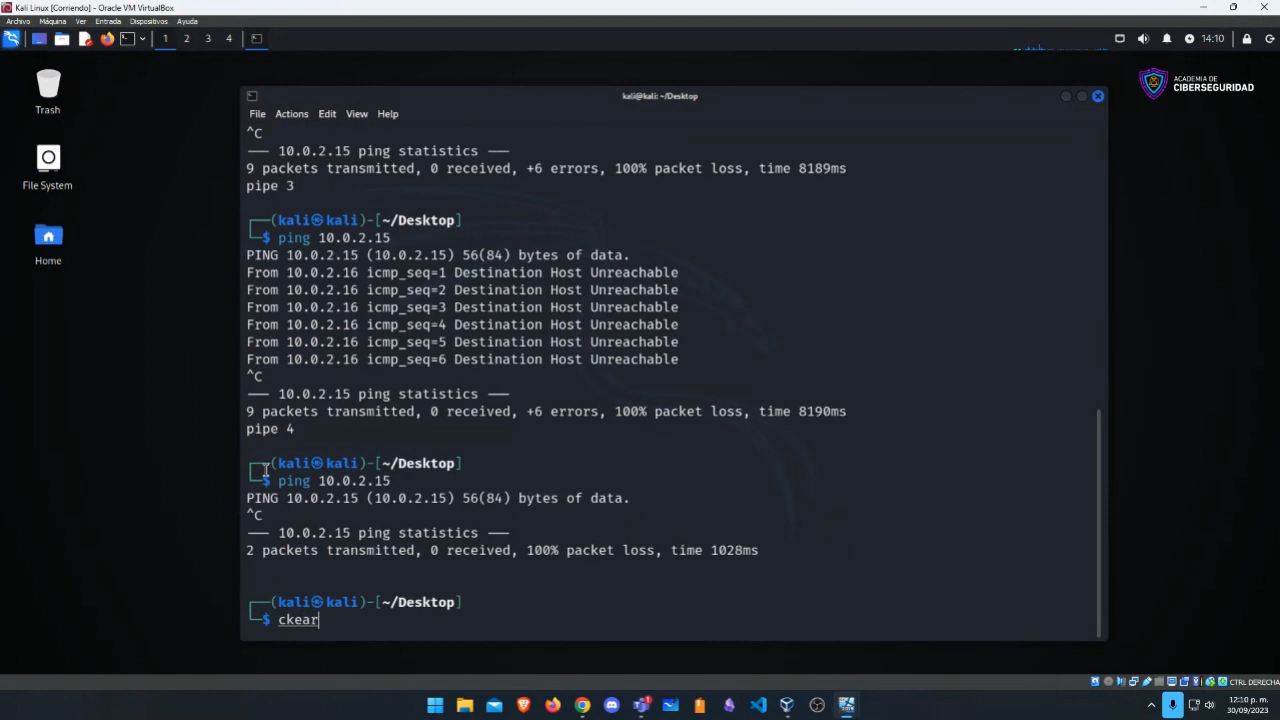 Kali Linux [Corriendo] - Oracle VM VirtualBox
Archivo Máquina Ver Entrada Dispositivos Ayuda
1 2 3 4
14:10
Trash
File System
Home
ACADEMIA DE
CIBERSEGURIDAD
kali@kali: ~/Desktop
File Actions Edit View Help
^C
— 10.0.2.15 ping statistics —
9 packets transmitted, 0 received, +6 errors, 100% packet loss, time 8189ms
pipe 3
┌──(kali㉿kali)-[~/Desktop]
└─$ ping 10.0.2.15
PING 10.0.2.15 (10.0.2.15) 56(84) bytes of data.
From 10.0.2.16 icmp_seq=1 Destination Host Unreachable
From 10.0.2.16 icmp_seq=2 Destination Host Unreachable
From 10.0.2.16 icmp_seq=3 Destination Host Unreachable
From 10.0.2.16 icmp_seq=4 Destination Host Unreachable
From 10.0.2.16 icmp_seq=5 Destination Host Unreachable
From 10.0.2.16 icmp_seq=6 Destination Host Unreachable
^C
— 10.0.2.15 ping statistics —
9 packets transmitted, 0 received, +6 errors, 100% packet loss, time 8190ms
pipe 4
┌──(kali㉿kali)-[~/Desktop]
└─$ ping 10.0.2.15
PING 10.0.2.15 (10.0.2.15) 56(84) bytes of data.
^C
— 10.0.2.15 ping statistics —
2 packets transmitted, 0 received, 100% packet loss, time 1028ms
┌──(kali㉿kali)-[~/Desktop]
└─$ ckear
CTRL DERECHA
12:10 p. m.
30/09/2023